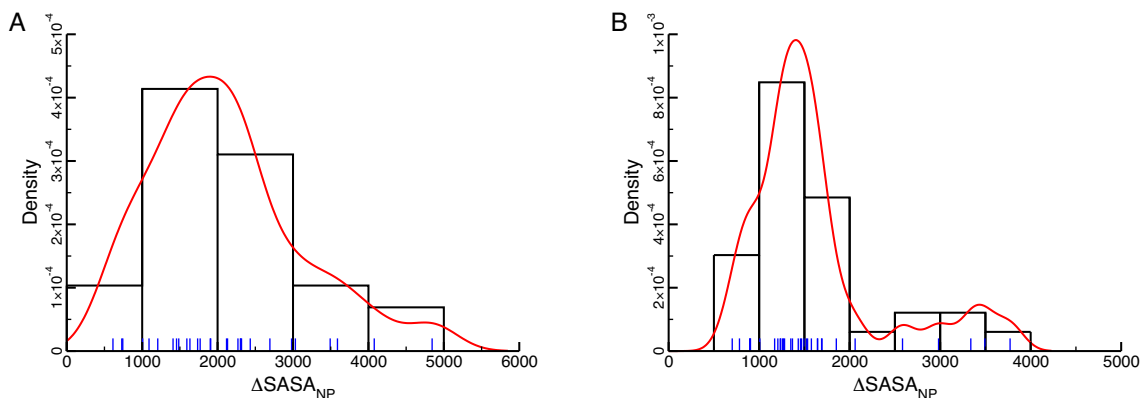 A
Density
5×10⁻⁴
4×10⁻⁴
3×10⁻⁴
2×10⁻⁴
1×10⁻⁴
0
0 1000 2000 3000 4000 5000 6000
ΔSASA_NP
B
Density
1×10⁻³
8×10⁻⁴
6×10⁻⁴
4×10⁻⁴
2×10⁻⁴
0
0 1000 2000 3000 4000 5000
ΔSASA_NP